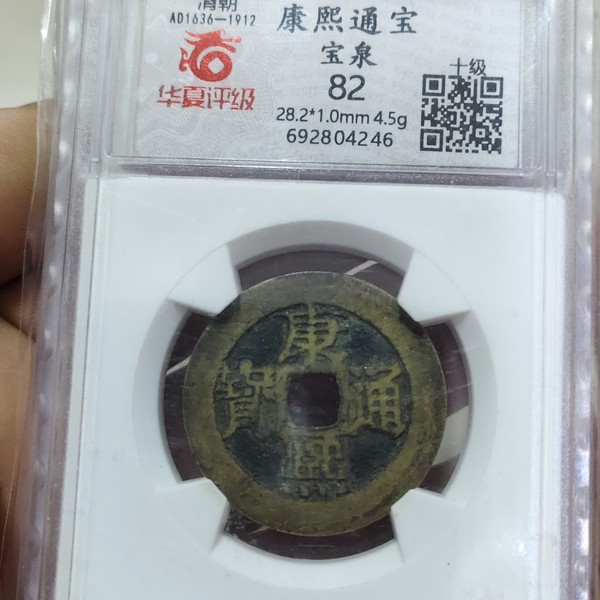 清朝
AD1636-1912
华夏评级
康熙通宝
宝泉
82
28.2*1.0mm 4.5g
692804246
十级
康熙通寶